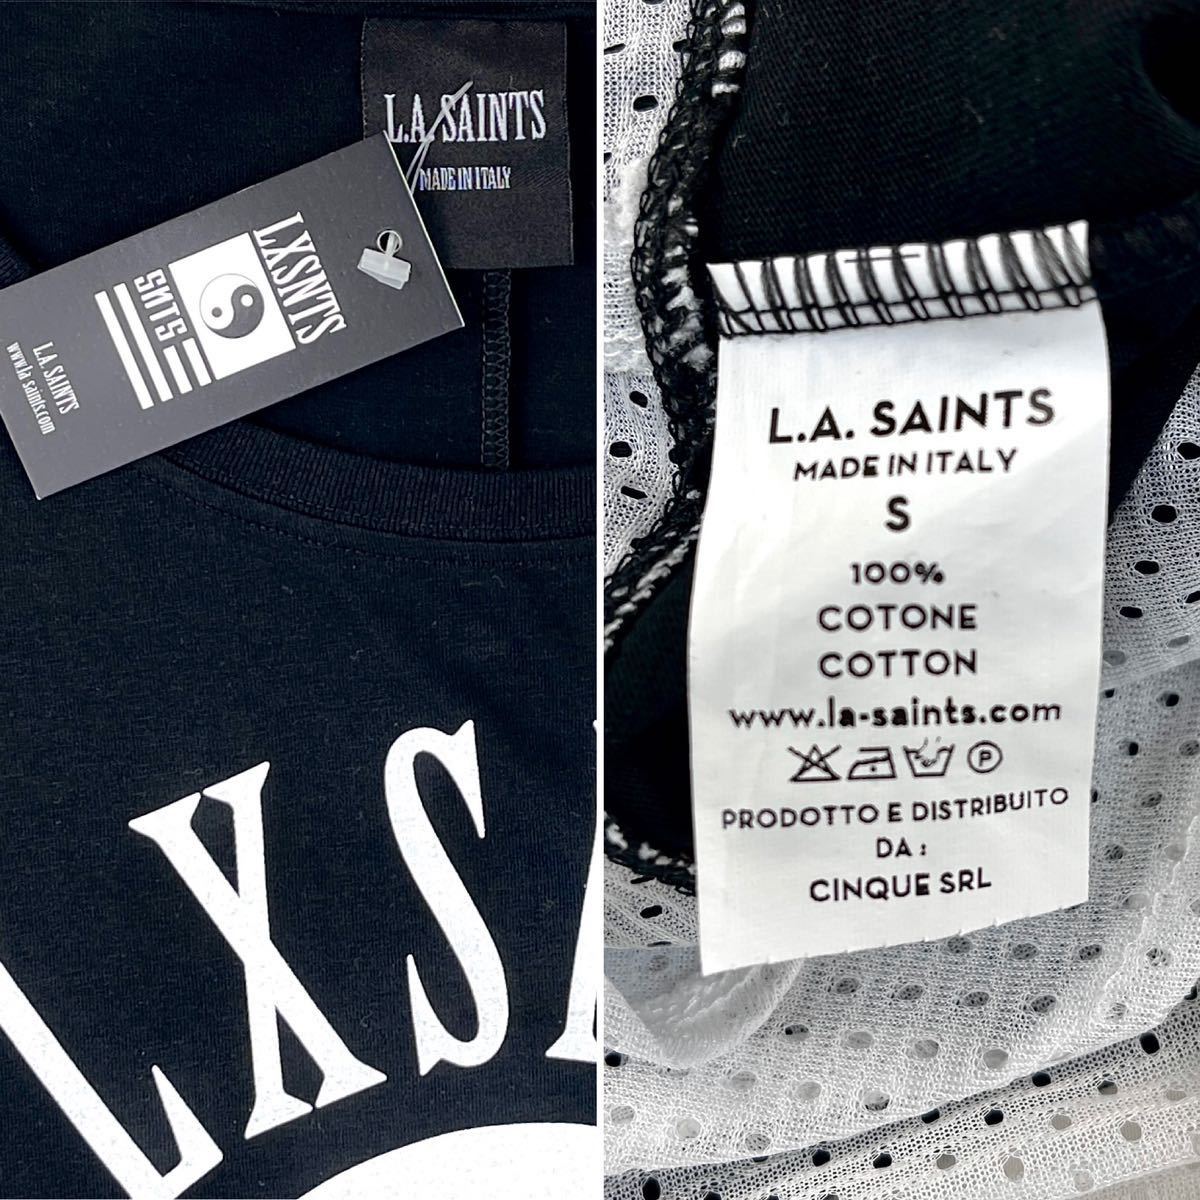 L.A. SAINTS
MADE IN ITALY
LXSNTS
SNTS
L.A. SAINTS
www.la-saints.com
LXS
L.A. SAINTS
MADE IN ITALY
S
100%
COTONE
COTTON
www.la-saints.com
P
PRODOTTO E DISTRIBUITO
DA :
CINQUE SRL